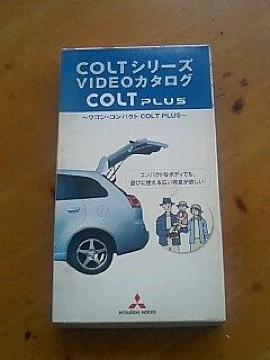 COLTシリーズ
VIDEOカタログ
COLT PLUS
〜ワゴン・コンパクト COLT PLUS〜
コンパクトなボディでも、
遊びに使える広い荷室が欲しい!
MITSUBISHI MOTORS